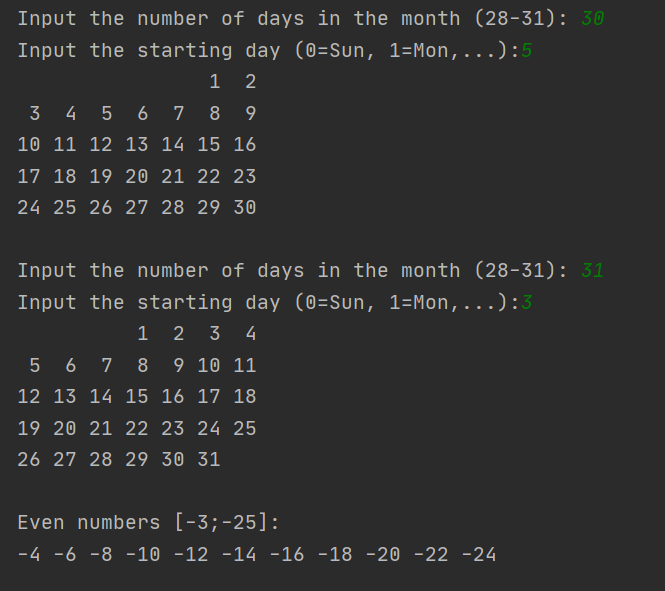 Input the number of days in the month (28-31): 30
Input the starting day (0=Sun, 1=Mon,...):5
                1  2
 3  4  5  6  7  8  9
10 11 12 13 14 15 16
17 18 19 20 21 22 23
24 25 26 27 28 29 30

Input the number of days in the month (28-31): 31
Input the starting day (0=Sun, 1=Mon,...):3
          1  2  3  4
 5  6  7  8  9 10 11
12 13 14 15 16 17 18
19 20 21 22 23 24 25
26 27 28 29 30 31

Even numbers [-3;-25]:
-4 -6 -8 -10 -12 -14 -16 -18 -20 -22 -24